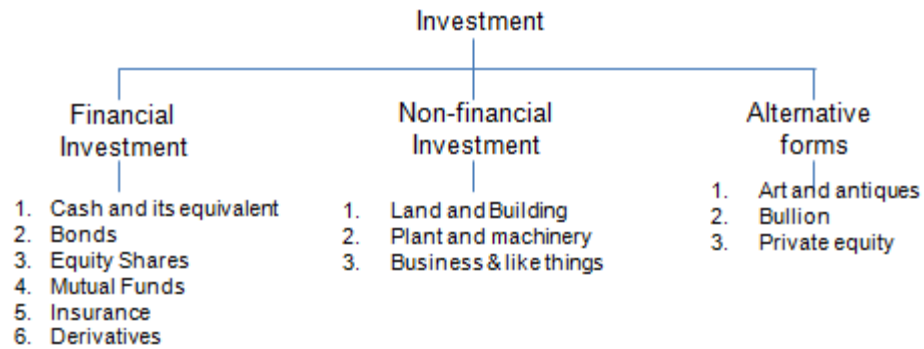 Investment
Financial
Investment
1. Cash and its equivalent
2. Bonds
3. Equity Shares
4. Mutual Funds
5. Insurance
6. Derivatives
Non-financial
Investment
1. Land and Building
2. Plant and machinery
3. Business & like things
Alternative
forms
1. Art and antiques
2. Bullion
3. Private equity